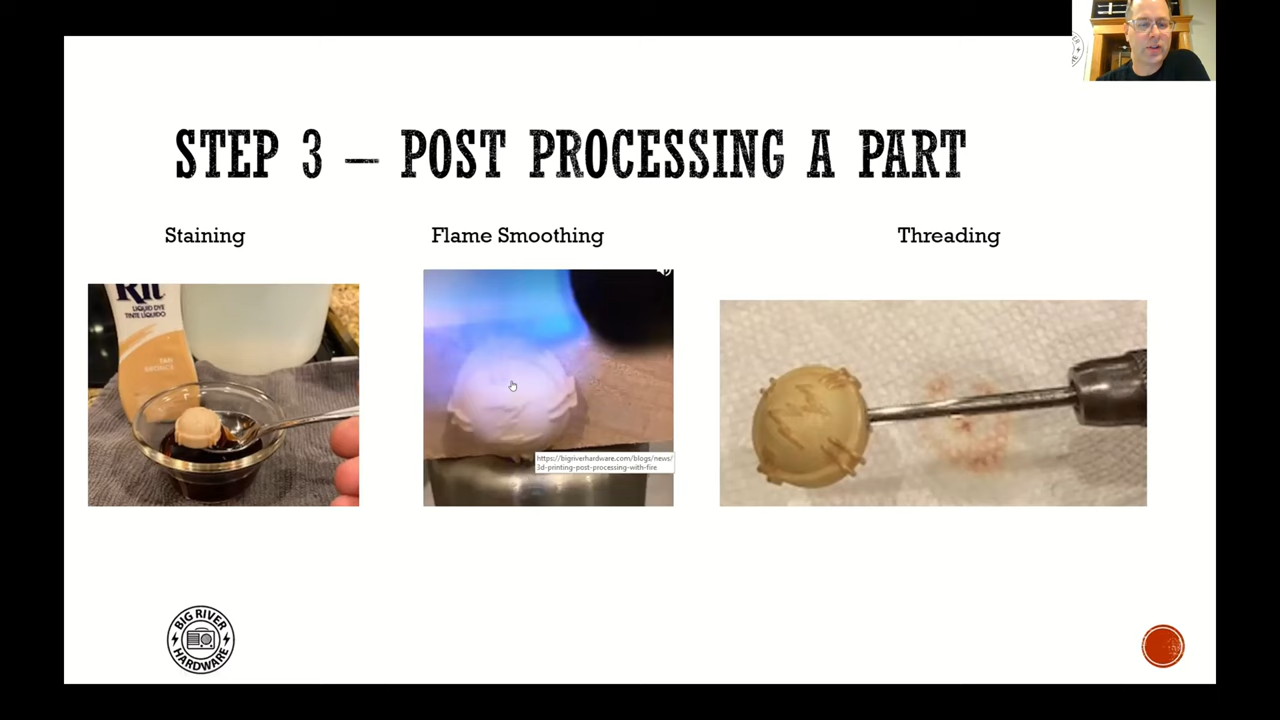 STEP 3 – POST PROCESSING A PART
Staining
Flame Smoothing
Threading
Rit
LIQUID DYE
TINTE LÍQUIDO
TAN
https://bigriverhardware.com/blogs/news/
3d-printing-post-processing-with-fire
BIG RIVER
HARDWARE